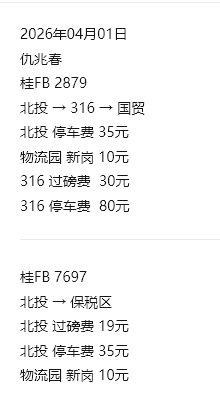 2026年04月01日
仇兆春
桂FB 2879
北投 → 316 → 国贸
北投 停车费 35元
物流园 新岗 10元
316 过磅费  30元
316 停车费  80元
桂FB 7697
北投 → 保税区
北投 过磅费 19元
北投 停车费 35元
物流园 新岗 10元